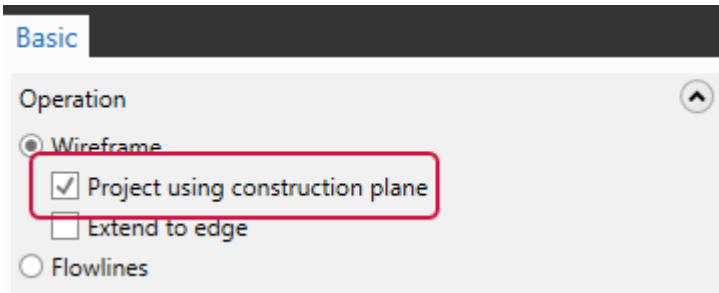 Basic
Operation
Wireframe
Project using construction plane
Extend to edge
Flowlines